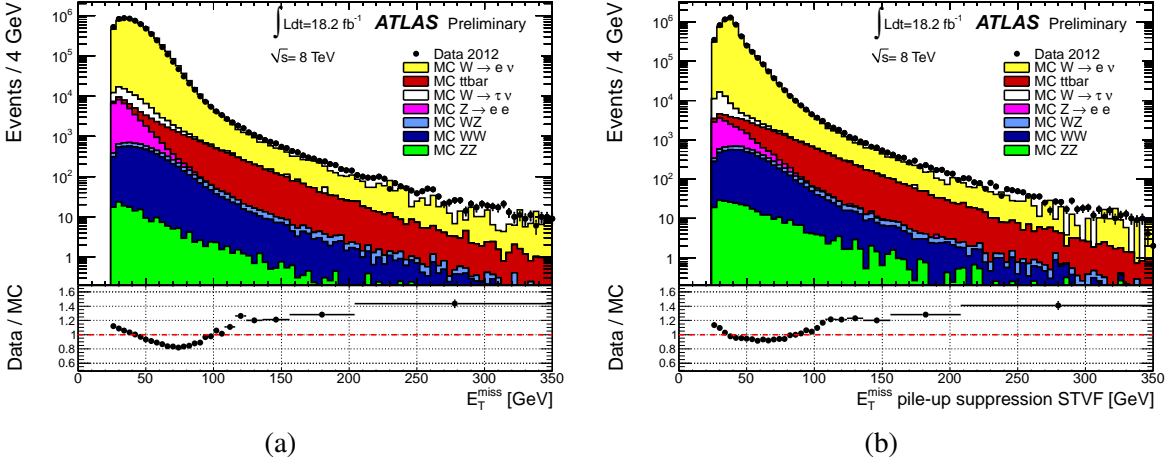 Events / 4 GeV
10⁶
10⁵
10⁴
10³
10²
10
1
∫ Ldt=18.2 fb⁻¹ ATLAS Preliminary
√s= 8 TeV
Data 2012
MC W → e ν
MC ttbar
MC W → τ ν
MC Z → e e
MC WZ
MC WW
MC ZZ
Data / MC
1.6
1.4
1.2
1
0.8
0.6
0 50 100 150 200 250 300 350
E_T^miss [GeV]
(a)
Events / 4 GeV
10⁶
10⁵
10⁴
10³
10²
10
1
∫ Ldt=18.2 fb⁻¹ ATLAS Preliminary
√s= 8 TeV
Data 2012
MC W → e ν
MC ttbar
MC W → τ ν
MC Z → e e
MC WZ
MC WW
MC ZZ
Data / MC
1.6
1.4
1.2
1
0.8
0.6
0 50 100 150 200 250 300 350
E_T^miss pile-up suppression STVF [GeV]
(b)